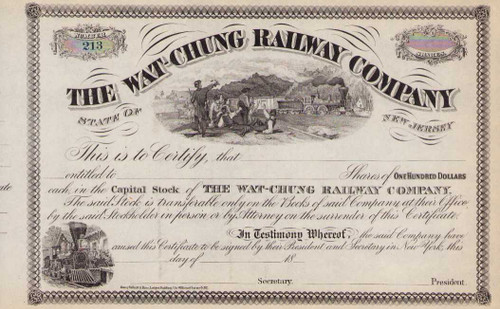 NUMBER
213
SHARES
THE WAT-CHUNG RAILWAY COMPANY
STATE OF
NEW JERSEY
This is to Certify, that
entitled to Shares of ONE HUNDRED DOLLARS
each, in the Capital Stock of THE WAT-CHUNG RAILWAY COMPANY.
The said Stock is transferable only on the Books of said Company at their Office
by the said Stockholder in person or by Attorney on the surrender of this Certificate.
In Testimony Whereof, the said Company have
caused this Certificate to be signed by their President and Secretary in New York, this
day of 18
Secretary. President.